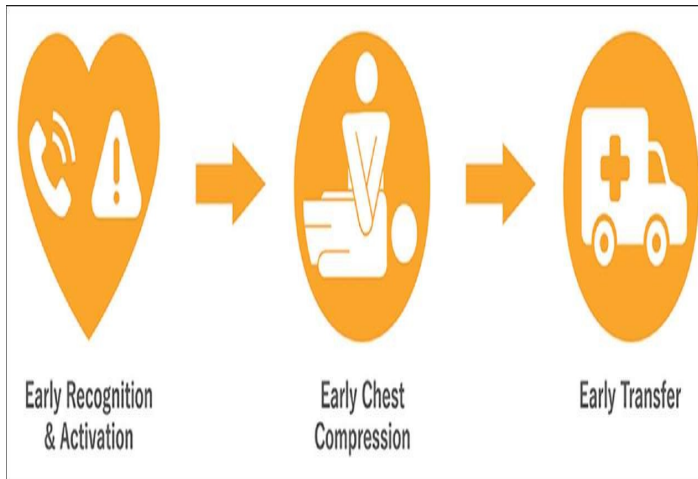 Early Recognition
& Activation
Early Chest
Compression
Early Transfer